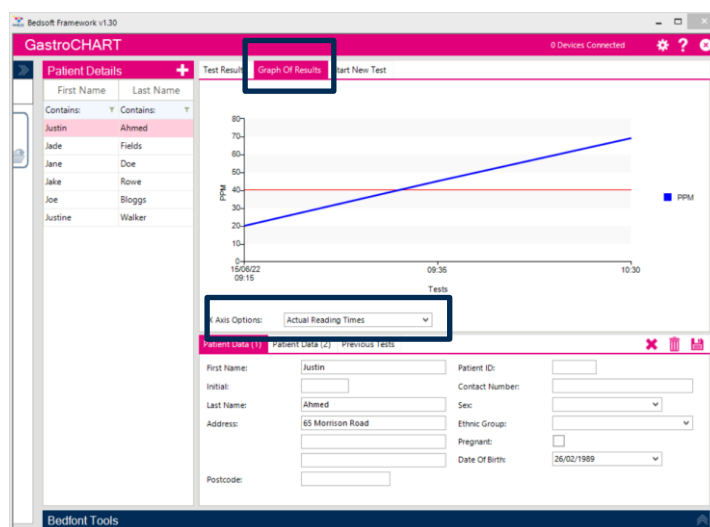 Bedsoft Framework v1.30
GastroCHART
0 Devices Connected
Patient Details
First Name Last Name
Contains: Contains:
Justin Ahmed
Jade Fields
Jane Doe
Jake Rowe
Joe Bloggs
Justine Walker
Test Result Graph Of Results tart New Test
80
70
60
50
40
30
20
10
0
PPM
15/06/22
09:15
09:35
10:30
Tests
PPM
X Axis Options: Actual Reading Times
Patient Data (1) Patient Data (2) Previous Tests
First Name: Justin
Initial:
Last Name: Ahmed
Address: 65 Morrison Road
Postcode:
Patient ID:
Contact Number:
Sex:
Ethnic Group:
Pregnant:
Date Of Birth: 26/02/1989
Bedfont Tools